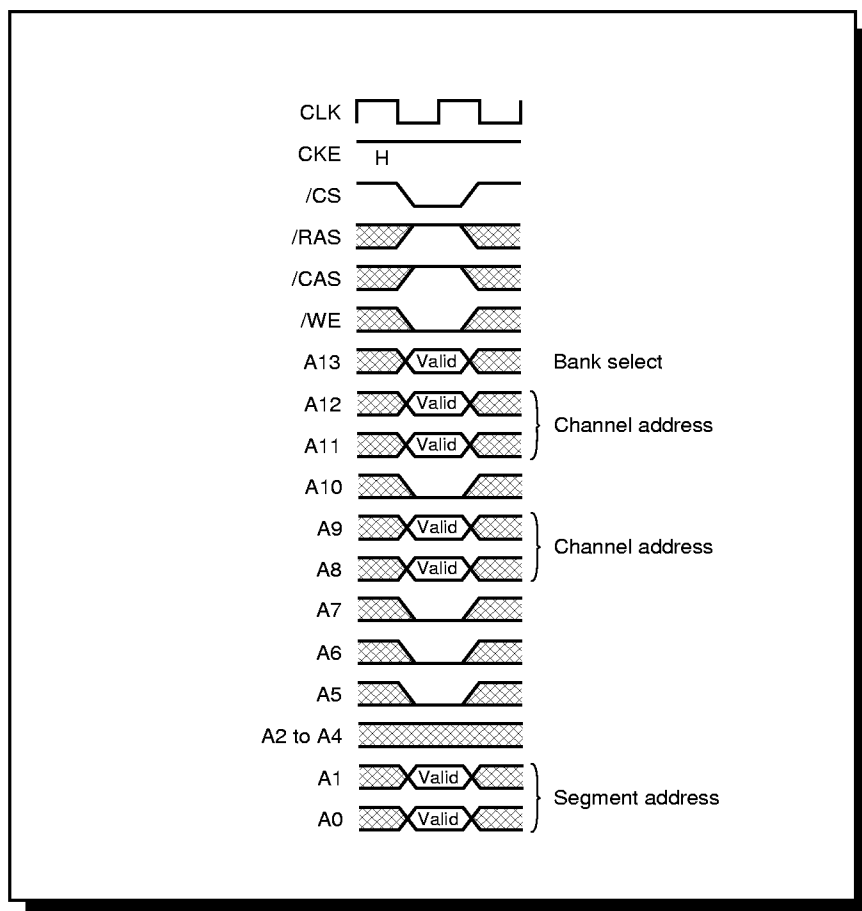 CLK
CKE H
/CS
/RAS
/CAS
/WE
A13 Valid Bank select
A12 Valid
Channel address
A11 Valid
A10
A9 Valid
Channel address
A8 Valid
A7
A6
A5
A2 to A4
A1 Valid
Segment address
A0 Valid